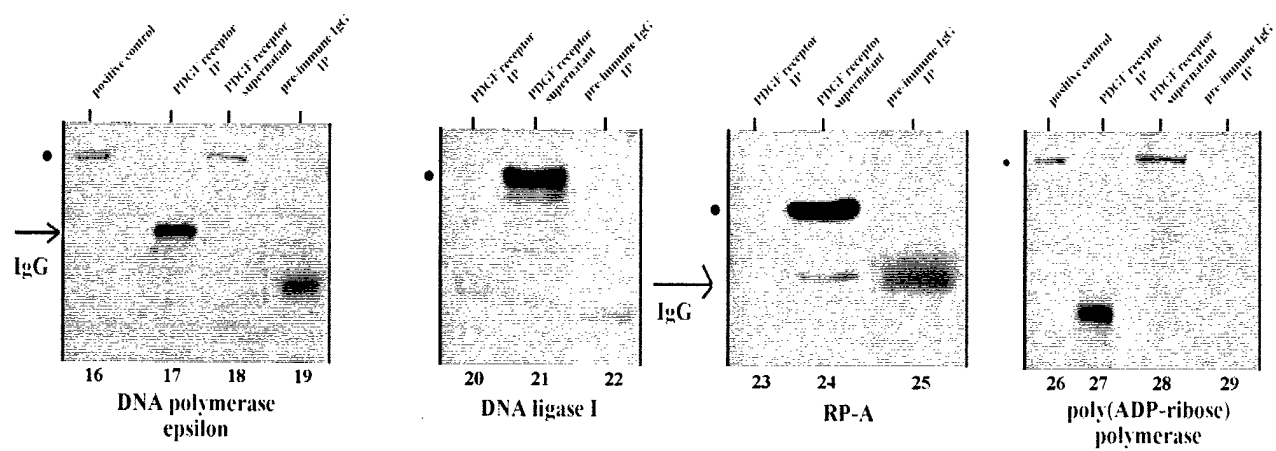 positive control
PDGF receptor
IP
PDGF receptor
supernatant
pre-immune IgG
IP
PDGF receptor
IP
PDGF receptor
supernatant
pre-immune IgG
IP
PDGF receptor
IP
PDGF receptor
supernatant
pre-immune IgG
IP
positive control
PDGF receptor
IP
PDGF receptor
supernatant
pre-immune IgG
IP
IgG
IgG
16 17 18 19
DNA polymerase
epsilon
20 21 22
DNA ligase I
23 24 25
RP-A
26 27 28 29
poly(ADP-ribose)
polymerase